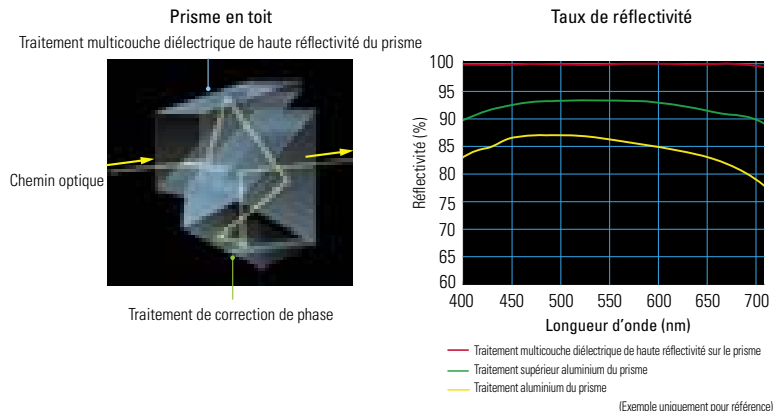 Prisme en toit
Traitement multicouche diélectrique de haute réflectivité du prisme
Chemin optique
Traitement de correction de phase
Taux de réflectivité
Réflectivité (%)
100
95
90
85
80
75
70
65
60
400 450 500 550 600 650 700
Longueur d'onde (nm)
Traitement multicouche diélectrique de haute réflectivité sur le prisme
Traitement supérieur aluminium du prisme
Traitement aluminium du prisme
(Exemple uniquement pour référence)